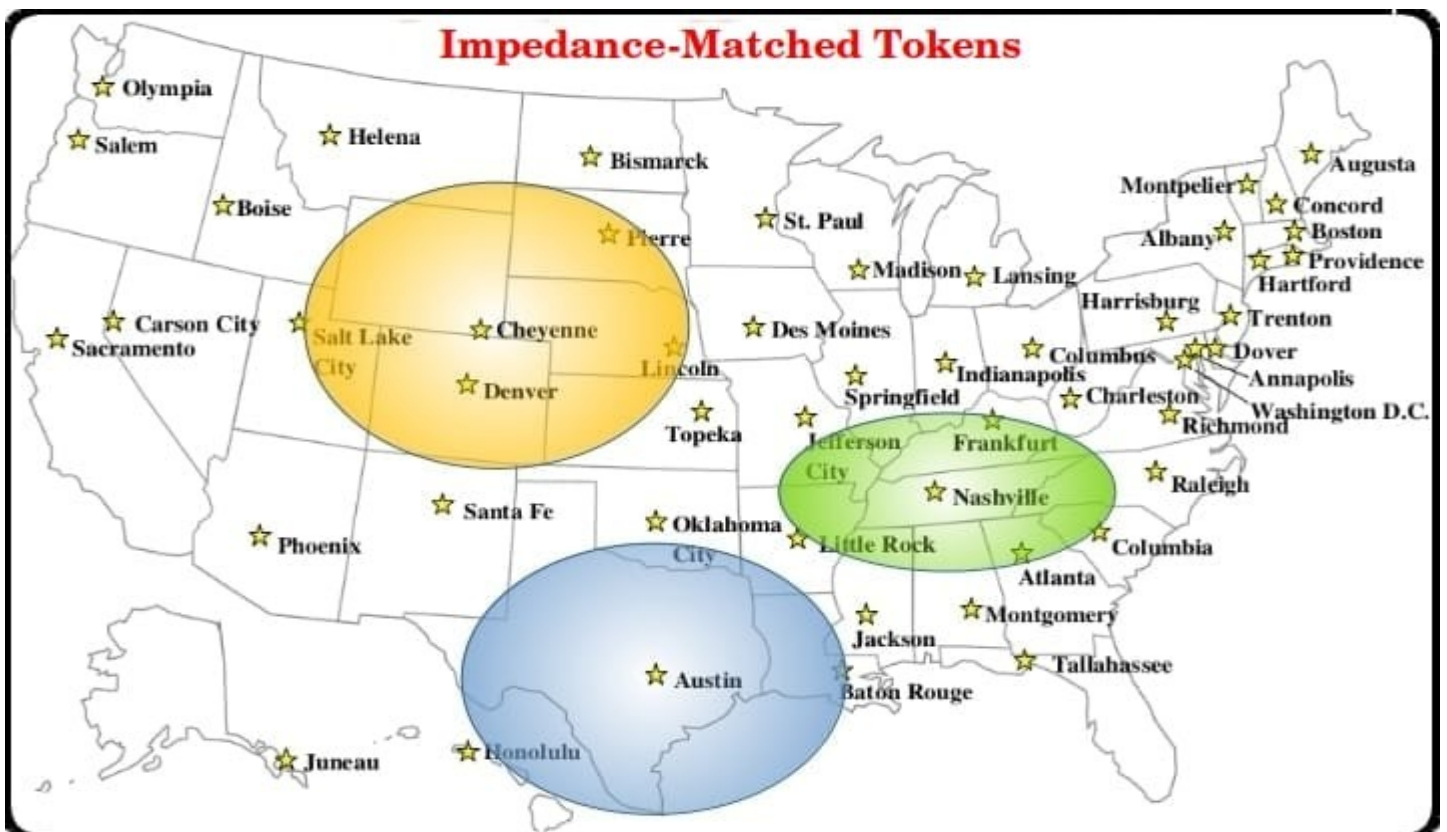 Impedance-Matched Tokens
Olympia
Salem
Helena
Bismarck
Boise
Pierre
St. Paul
Madison
Lansing
Montpelier
Augusta
Concord
Albany
Boston
Providence
Hartford
Harrisburg
Trenton
Carson City
Sacramento
Salt Lake
City
Cheyenne
Denver
Lincoln
Des Moines
Topeka
Springfield
Indianapolis
Columbus
Dover
Annapolis
Charleston
Washington D.C.
Richmond
Jefferson
City
Frankfurt
Nashville
Raleigh
Santa Fe
Phoenix
Oklahoma
City
Little Rock
Columbia
Atlanta
Montgomery
Jackson
Tallahassee
Austin
Baton Rouge
Juneau
Honolulu